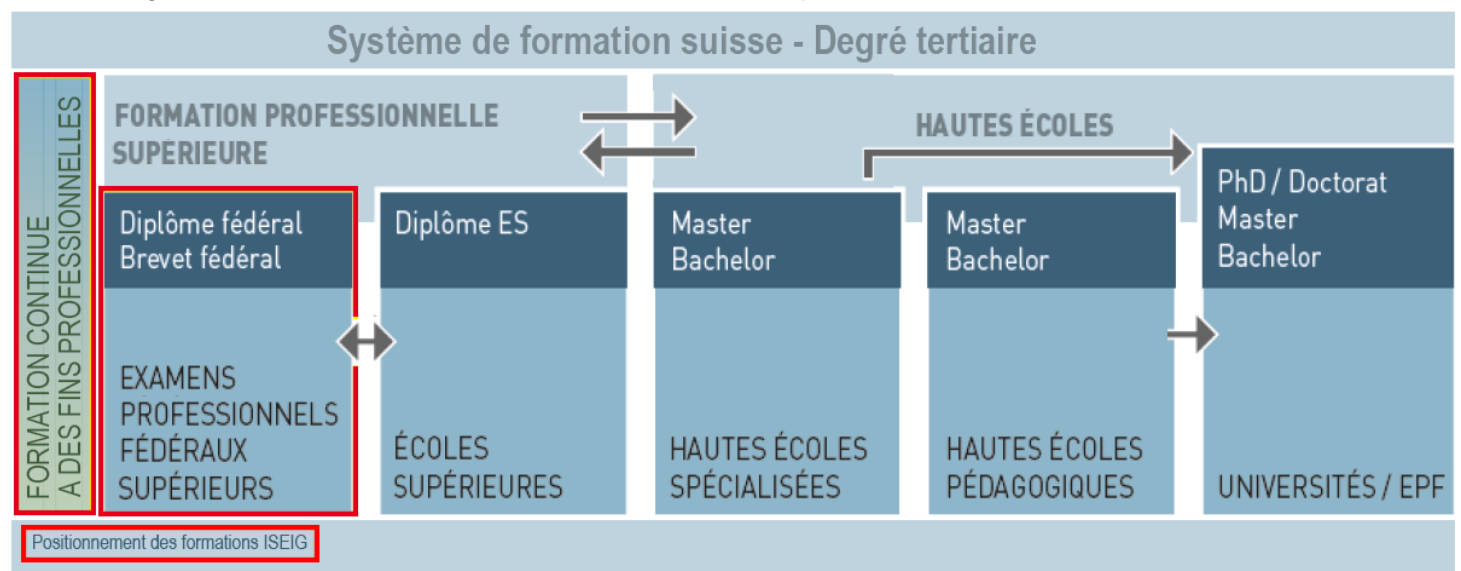 Système de formation suisse - Degré tertiaire
FORMATION CONTINUE
A DES FINS PROFESSIONNELLES
FORMATION PROFESSIONNELLE
SUPÉRIEURE
HAUTES ÉCOLES
Diplôme fédéral
Brevet fédéral
EXAMENS
PROFESSIONNELS
FÉDÉRAUX
SUPÉRIEURS
Diplôme ES
ÉCOLES
SUPÉRIEURES
Master
Bachelor
HAUTES ÉCOLES
SPÉCIALISÉES
Master
Bachelor
HAUTES ÉCOLES
PÉDAGOGIQUES
PhD / Doctorat
Master
Bachelor
UNIVERSITÉS / EPF
Positionnement des formations ISEIG